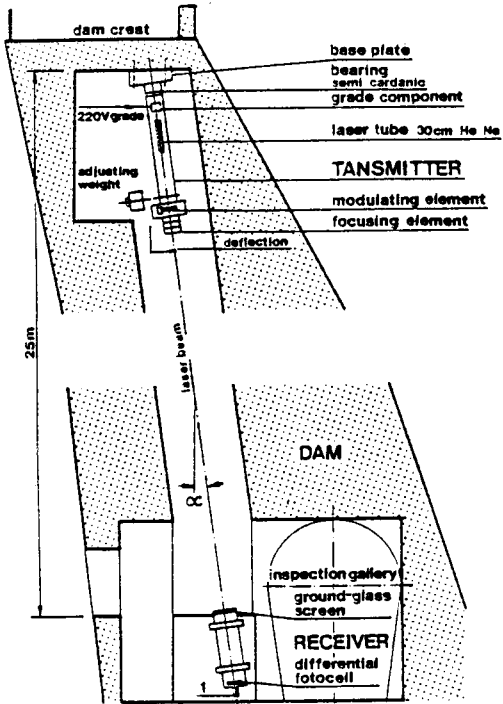 dam crest
base plate
bearing
semi cardanic
grade component
220V grade
laser tube 30cm He Ne
adjusting
weight
TANSMITTER
modulating element
focusing element
deflection
25m
laser beam
DAM
α
inspection gallery
ground-glass
screen
RECEIVER
differential
fotocell
f